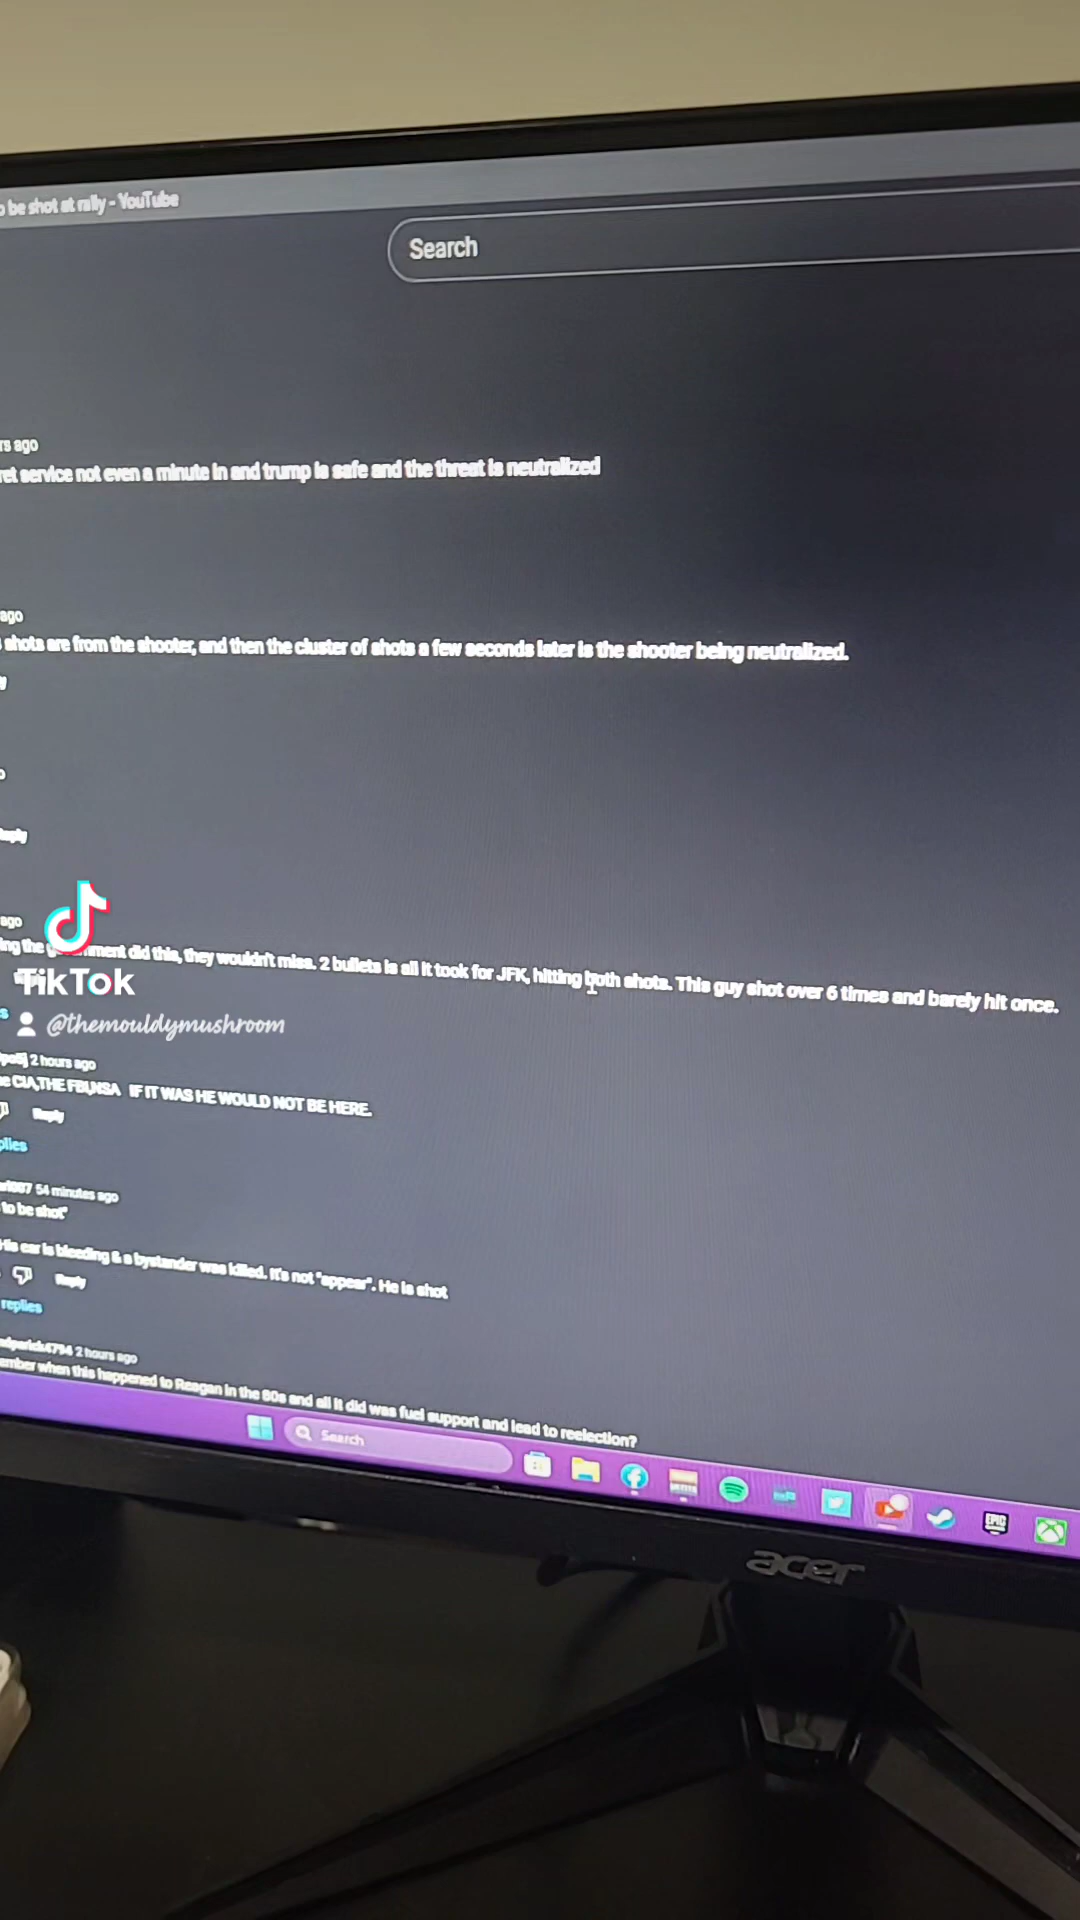 o be shot at rally - YouTube
Search
rs ago
ret service not even a minute in and trump is safe and the threat is neutralized
ago
shots are from the shooter, and then the cluster of shots a few seconds later is the shooter being neutralized.
Reply
ago
ing the government did this, they wouldn't miss. 2 bullets is all it took for JFK, hitting both shots. This guy shot over 6 times and barely hit once.
TikTok
@themouldymushroom
2 hours ago
e CIA,THE FBI,NSA IF IT WAS HE WOULD NOT BE HERE.
Reply
plies
54 minutes ago
to be shot"
His ear is bleeding & a bystander was killed. It's not "appear". He is shot
Reply
replies
2 hours ago
ember when this happened to Reagan in the 80s and all it did was fuel support and lead to reelection?
Search
EPIC
acer